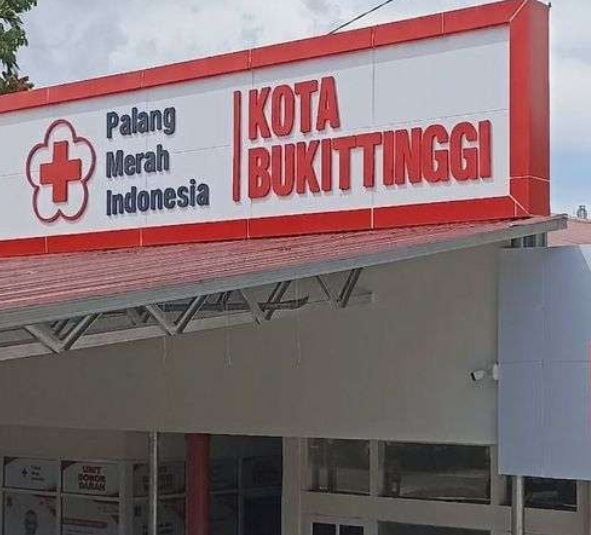 Palang
Merah
Indonesia
KOTA
BUKITTINGGI
UNIT
DONOR
DARAH